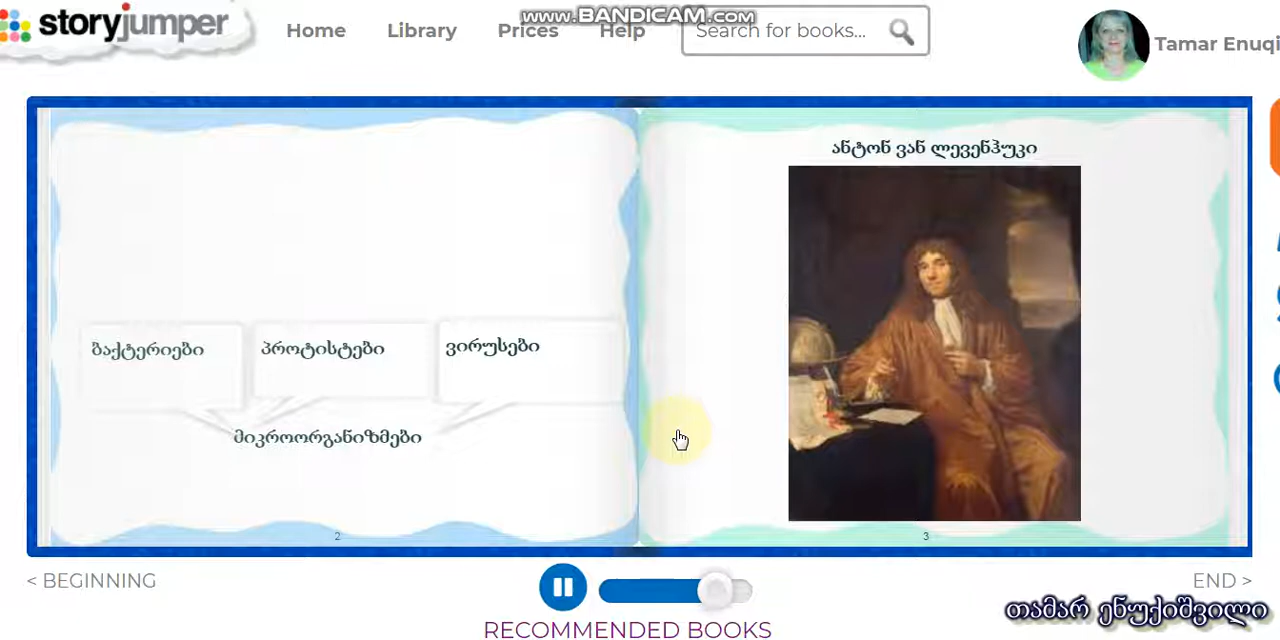 www.BANDICAM.com
storyjumper
Home Library Prices Help Search for books... Tamar Enuqi
ანტონ ვან ლევენჰუკი
ბაქტერიები პროტისტები ვირუსები
მიკროორგანიზმები
2 3
< BEGINNING END >
თამარ ენუქიშვილი
RECOMMENDED BOOKS